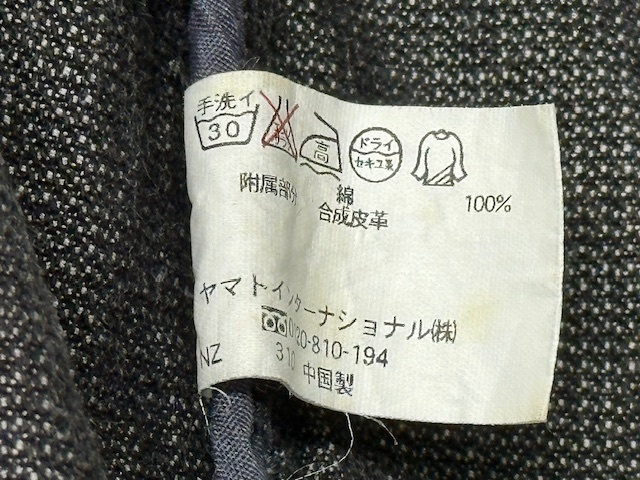 手洗イ
30
高
ドライ
セキユ系
綿 100%
附属部分 合成皮革
ヤマトインターナショナル(株)
0120-810-194
NZ 310 中国製